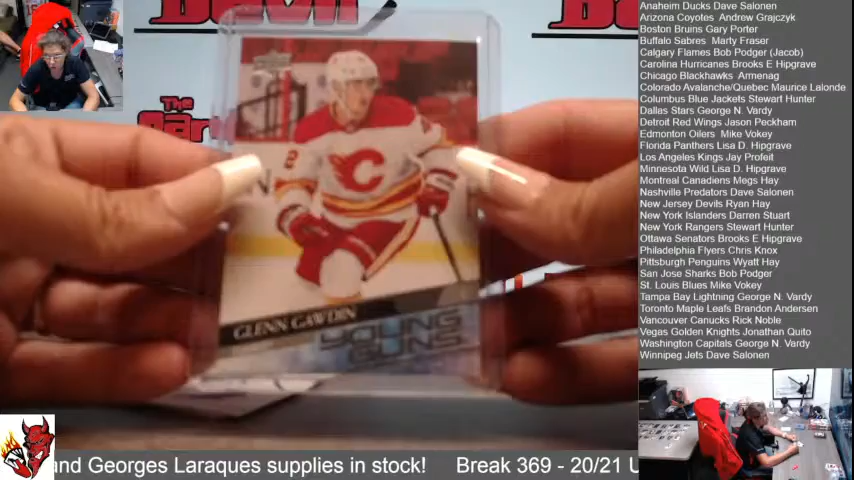 Devil
The
GLENN GAWDIN
YOUNG
GUNS
C
2
Anaheim Ducks Dave Salonen
Arizona Coyotes Andrew Grajczyk
Boston Bruins Gary Porter
Buffalo Sabres Marty Fraser
Calgary Flames Bob Podger (Jacob)
Carolina Hurricanes Brooks E Hipgrave
Chicago Blackhawks Armenag
Colorado Avalanche/Quebec Maurice Lalonde
Columbus Blue Jackets Stewart Hunter
Dallas Stars George N. Vardy
Detroit Red Wings Jason Peckham
Edmonton Oilers Mike Vokey
Florida Panthers Lisa D. Hipgrave
Los Angeles Kings Jay Profeit
Minnesota Wild Lisa D. Hipgrave
Montreal Canadiens Megs Hay
Nashville Predators Dave Salonen
New Jersey Devils Ryan Hay
New York Islanders Darren Stuart
New York Rangers Stewart Hunter
Ottawa Senators Brooks E Hipgrave
Philadelphia Flyers Chris Knox
Pittsburgh Penguins Wyatt Hay
San Jose Sharks Bob Podger
St. Louis Blues Mike Vokey
Tampa Bay Lightning George N. Vardy
Toronto Maple Leafs Brandon Andersen
Vancouver Canucks Rick Noble
Vegas Golden Knights Jonathan Quito
Washington Capitals George N. Vardy
Winnipeg Jets Dave Salonen
and Georges Laraques supplies in stock! Break 369 - 20/21 U